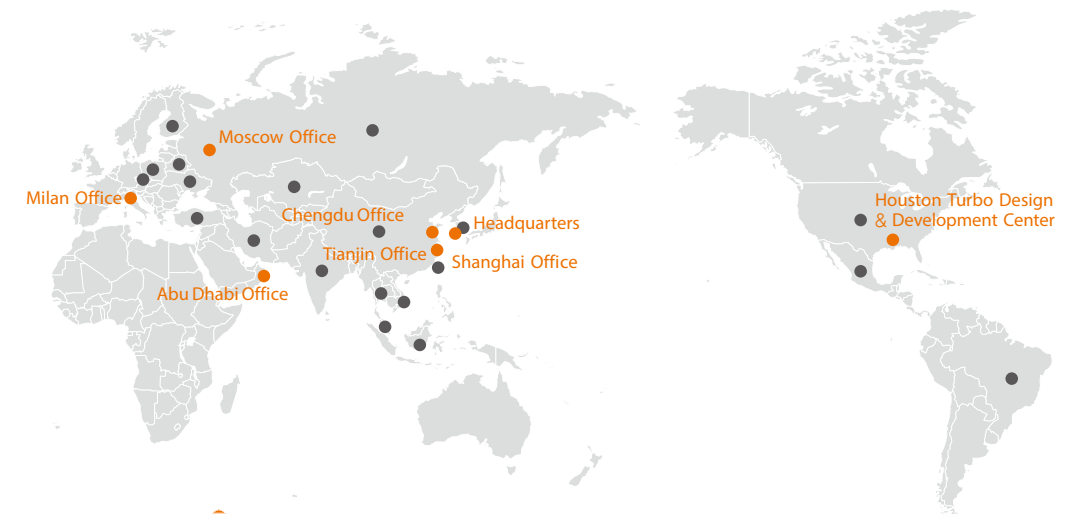 Moscow Office
Milan Office
Houston Turbo Design
& Development Center
Chengdu Office
Headquarters
Tianjin Office
Shanghai Office
Abu Dhabi Office